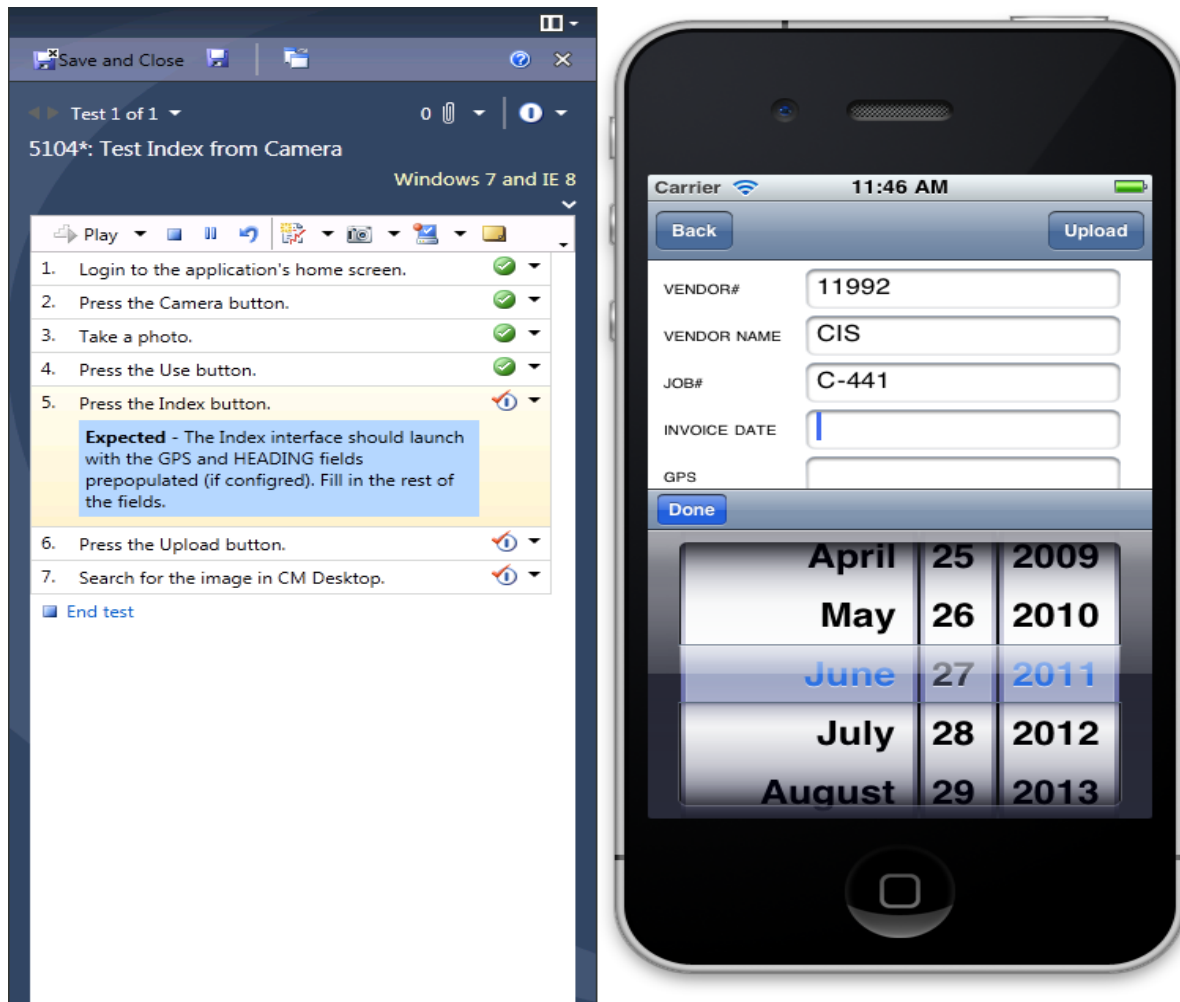 Save and Close
Test 1 of 1
0
5104*: Test Index from Camera
Windows 7 and IE 8
Play
1. Login to the application's home screen.
2. Press the Camera button.
3. Take a photo.
4. Press the Use button.
5. Press the Index button.
Expected - The Index interface should launch
with the GPS and HEADING fields
prepopulated (if configred). Fill in the rest of
the fields.
6. Press the Upload button.
7. Search for the image in CM Desktop.
End test
Carrier 11:46 AM
Back Upload
VENDOR# 11992
VENDOR NAME CIS
JOB# C-441
INVOICE DATE
GPS
Done
April 25 2009
May 26 2010
June 27 2011
July 28 2012
August 29 2013